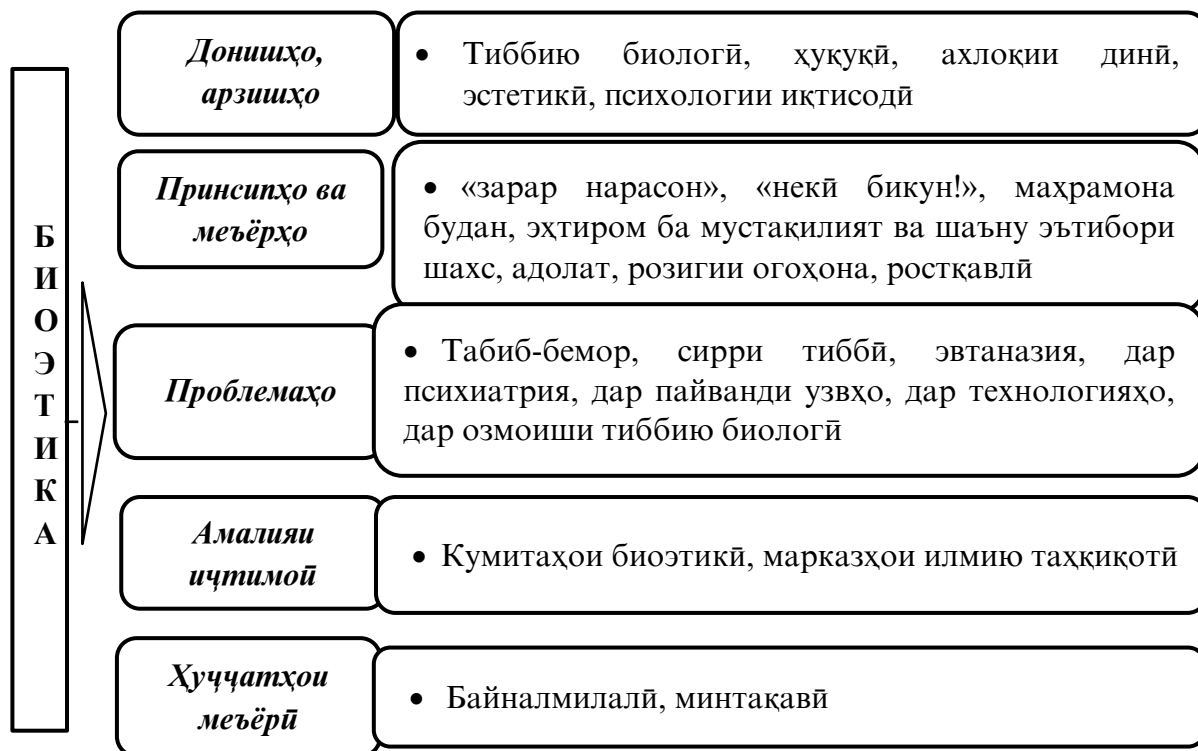 БИОЭТИКА
Донишҳо,
арзишҳо
• Тиббию биологӣ, ҳуқуқӣ, ахлоқии динӣ,
эстетикӣ, психологии иқтисодӣ
Принсипҳо ва
меъёрҳо
• «зарар нарасон», «некӣ бикун!», маҳрамона
будан, эҳтиром ба мустақилият ва шаъну эътибори
шахс, адолат, розигии огоҳона, ростқавлӣ
Проблемаҳо
• Табиб-бемор, сирри тиббӣ, эвтаназия, дар
психиатрия, дар пайванди узвҳо, дар технологияҳо,
дар озмоиши тиббию биологӣ
Амалияи
иҷтимоӣ
• Кумитаҳои биоэтикӣ, марказҳои илмию таҳқиқотӣ
Ҳуҷҷатҳои
меъёрӣ
• Байналмилалӣ, минтақавӣ